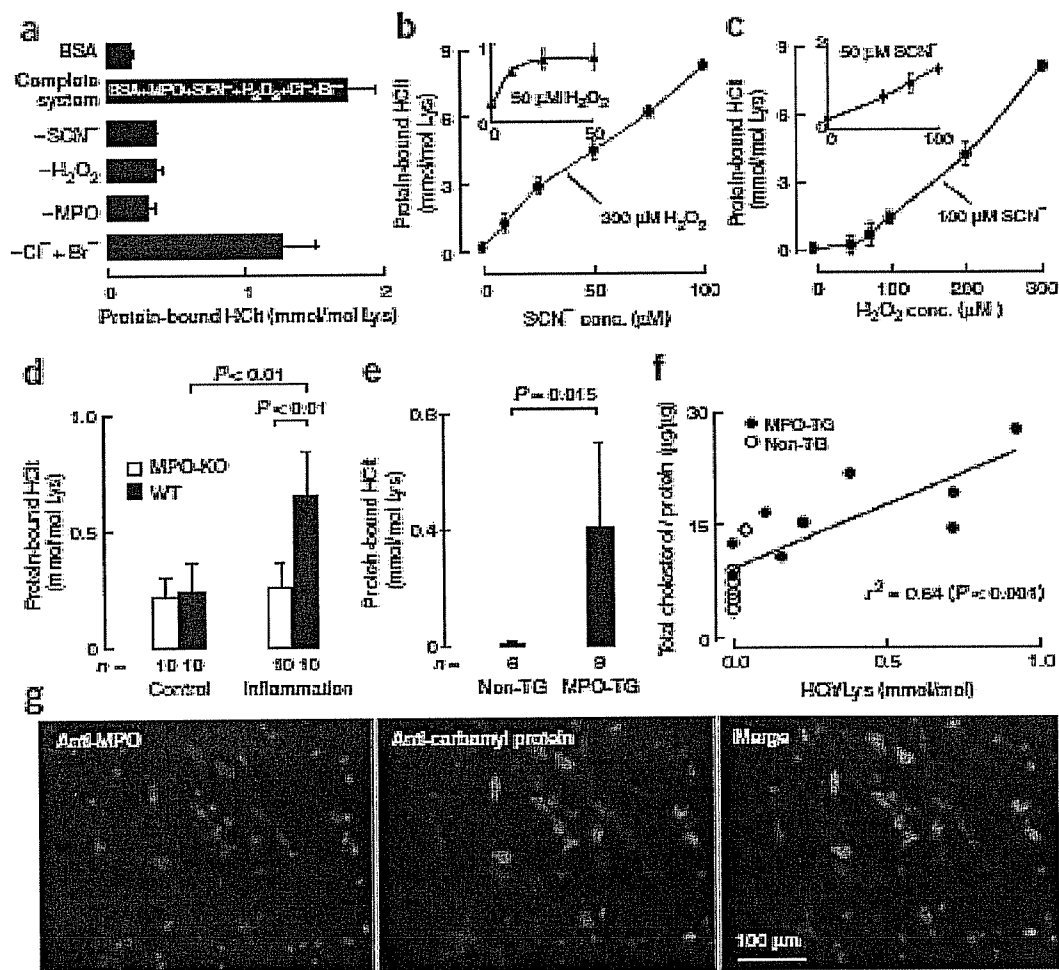 a
BSA
Complete system
BSA+MPO+SCN⁻+H₂O₂+Cl⁻+Br⁻
−SCN⁻
−H₂O₂
−MPO
−Cl⁻ + Br⁻
0 1 2
Protein-bound HCit (mmol/mol Lys)
b
Protein-bound HCit
(mmol/mol Lys)
9
6
3
0
1
0
50 μM H₂O₂
0 50
300 μM H₂O₂
0 50 100
SCN⁻ conc. (μM)
c
Protein-bound HCit
(mmol/mol Lys)
9
6
3
0
2
50 μM SCN⁻
0 100
100 μM SCN⁻
0 100 200 300
H₂O₂ conc. (μM)
d
Protein-bound HCit
(mmol/mol Lys)
1.0
0.5
0
P < 0.01
P < 0.01
MPO-KO
WT
n = 10 10 10 10
Control Inflammation
e
Protein-bound HCit
(mmol/mol Lys)
0.8
0.4
0
P = 0.015
n =
Non-TG MPO-TG
f
Total cholesterol / protein (μg/μg)
30
15
0
MPO-TG
Non-TG
r² = 0.64 (P < 0.001)
0.0 0.5 1.0
HCit/Lys (mmol/mol)
g
Anti-MPO
Anti-carbamyl protein
Merge
100 μm